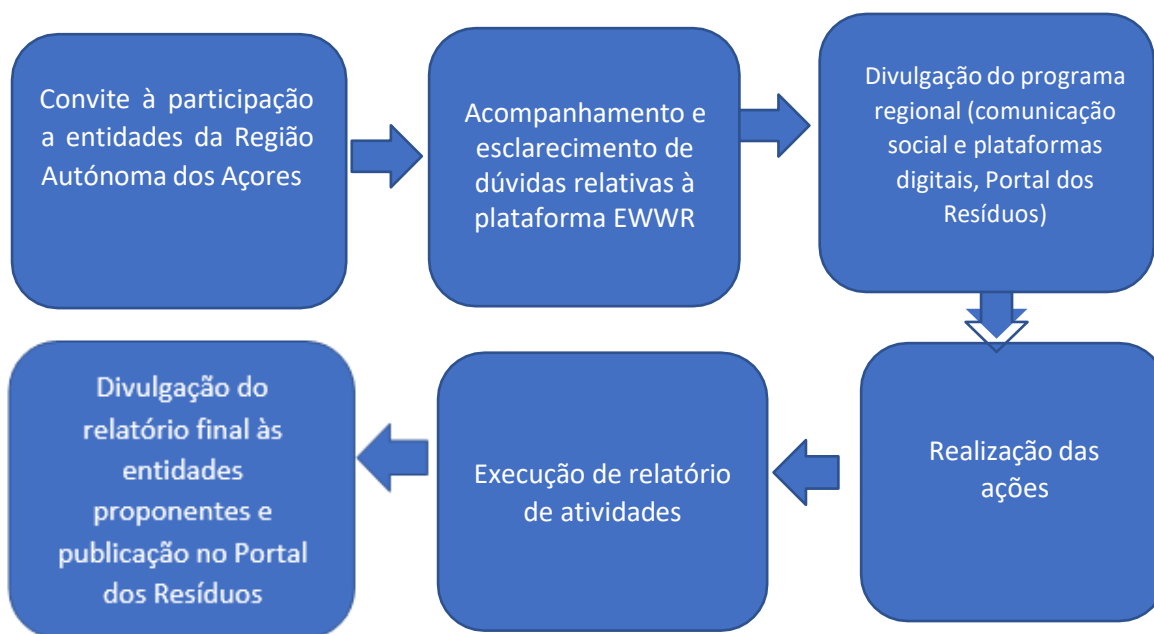 Convite à participação
a entidades da Região
Autónoma dos Açores
Acompanhamento e
esclarecimento de
dúvidas relativas à
plataforma EWWR
Divulgação do programa
regional (comunicação
social e plataformas
digitais, Portal dos
Resíduos)
Realização das
ações
Execução de relatório
de atividades
Divulgação do
relatório final às
entidades
proponentes e
publicação no Portal
dos Resíduos